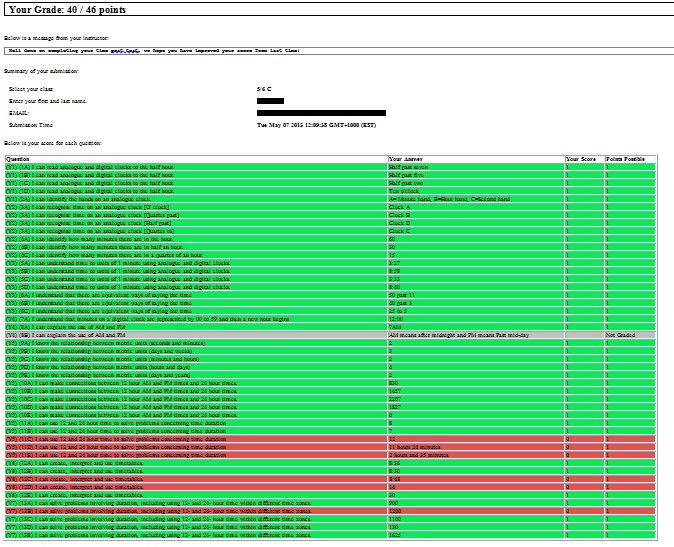 Your Grade: 40 / 46 points
Below is a message from your instructor:
Well done on completing your time post-test, we hope you have improved your score from last time!
Summary of your submission:
Select your class: 5/6 C
Enter your first and last name.
EMAIL:
Submission Time Tue May 07 2013 12:09:38 GMT+1000 (EST)
Below is your score for each question:
Question Your Answer Your Score Points Possible
(Y1) (1A) I can read analogue and digital clocks to the half hour. Half past seven 1 1
(Y1) (1B) I can read analogue and digital clocks to the half hour. Half past five 1 1
(Y1) (1C) I can read analogue and digital clocks to the half hour. Half past two 1 1
(Y1) (1D) I can read analogue and digital clocks to the half hour. Ten o'clock 1 1
(Y1) (2A) I can identify the hands on an analogue clock. A= Minute hand, B=Hour hand, C=Second hand 1 1
(Y2) (3A) I can recognise time on an analogue clock [O' clock] Clock A 1 1
(Y2) (3A) I can recognise time on an analogue clock [Quarter past] Clock B 1 1
(Y2) (3A) I can recognise time on an analogue clock [Half past] Clock D 1 1
(Y2) (3A) I can recognise time on an analogue clock [Quarter to] Clock C 1 1
(Y2) (4A) I can identify how many minutes there are in the hour. 60 1 1
(Y2) (4B) I can identify how many minutes there are in half an hour. 30 1 1
(Y2) (4C) I can identify how many minutes there are in a quarter of an hour. 15 1 1
(Y3) (5A) I can understand time to units of 1 minute using analogue and digital clocks. 3:27 1 1
(Y3) (5B) I can understand time to units of 1 minute using analogue and digital clocks. 8:58 1 1
(Y3) (5C) I can understand time to units of 1 minute using analogue and digital clocks. 1 1
(Y3) (5D) I can understand time to units of 1 minute using analogue and digital clocks. 1 1
(Y3) (6A) I understand that there are equivalent ways of saying the time 50 past 11 1 1
(Y3) (6B) I understand that there are equivalent ways of saying the time 1 1
(Y3) (6C) I understand that there are equivalent ways of saying the time 25 to 5 1 1
(Y4) (7A) I understand that minutes on a digital clock are represented by 00 to 59 and then a new hour begins 12:00 1 1
(Y4) (8A) I can explain the use of AM and PM 7AM 1 1
(Y4) (8B) I can explain the use of AM and PM AM means after midnight and PM means Past mid-day Not Graded
(Y5) (9A) I know the relationship between metric units (seconds and minutes) 2 1 1
(Y5) (9B) I know the relationship between metric units (days and weeks) 3 1 1
(Y5) (9C) I know the relationship between metric units (minutes and hours) 1 1
(Y5) (9D) I know the relationship between metric units (hours and days) 1 1
(Y5) (9E) I know the relationship between metric units (days and years) 2 1 1
(Y5) (10A) I can make connections between 12 hour AM and PM times and 24 hour times. 830 1 1
(Y5) (10B) I can make connections between 12 hour AM and PM times and 24 hour times. 1657 1 1
(Y5) (10C) I can make connections between 12 hour AM and PM times and 24 hour times. 2207 1 1
(Y5) (10D) I can make connections between 12 hour AM and PM times and 24 hour times. 1827 1 1
(Y5) (10E) I can make connections between 12 hour AM and PM times and 24 hour times. 0 1 1
(Y5) (11A) I can use 12 and 24 hour time to solve problems concerning time duration 8 1 1
(Y5) (11B) I can use 12 and 24 hour time to solve problems concerning time duration 7 1 1
(Y5) (11C) I can use 12 and 24 hour time to solve problems concerning time duration 12 0 1
(Y5) (11D) I can use 12 and 24 hour time to solve problems concerning time duration 11 hours 26 minutes 0 1
(Y5) (11E) I can use 12 and 24 hour time to solve problems concerning time duration 2 hours and 35 minutes 0 1
(Y6) (12A) I can create, interpret and use timetables. 8:36 1 1
(Y6) (12B) I can create, interpret and use timetables. 8:50 1 1
(Y6) (12C) I can create, interpret and use timetables. 0 1
(Y6) (12D) I can create, interpret and use timetables. 0 1
(Y6) (12E) I can create, interpret and use timetables. 30 1 1
(Y7) (13A) I can solve problems involving duration, including using 12- and 24- hour time within different time zones. 900 1 1
(Y7) (13B) I can solve problems involving duration, including using 12- and 24- hour time within different time zones. 1200 0 1
(Y7) (13C) I can solve problems involving duration, including using 12- and 24- hour time within different time zones. 1100 1 1
(Y7) (13D) I can solve problems involving duration, including using 12- and 24- hour time within different time zones. 130 1 1
(Y7) (13E) I can solve problems involving duration, including using 12- and 24- hour time within different time zones. 1625 1 1